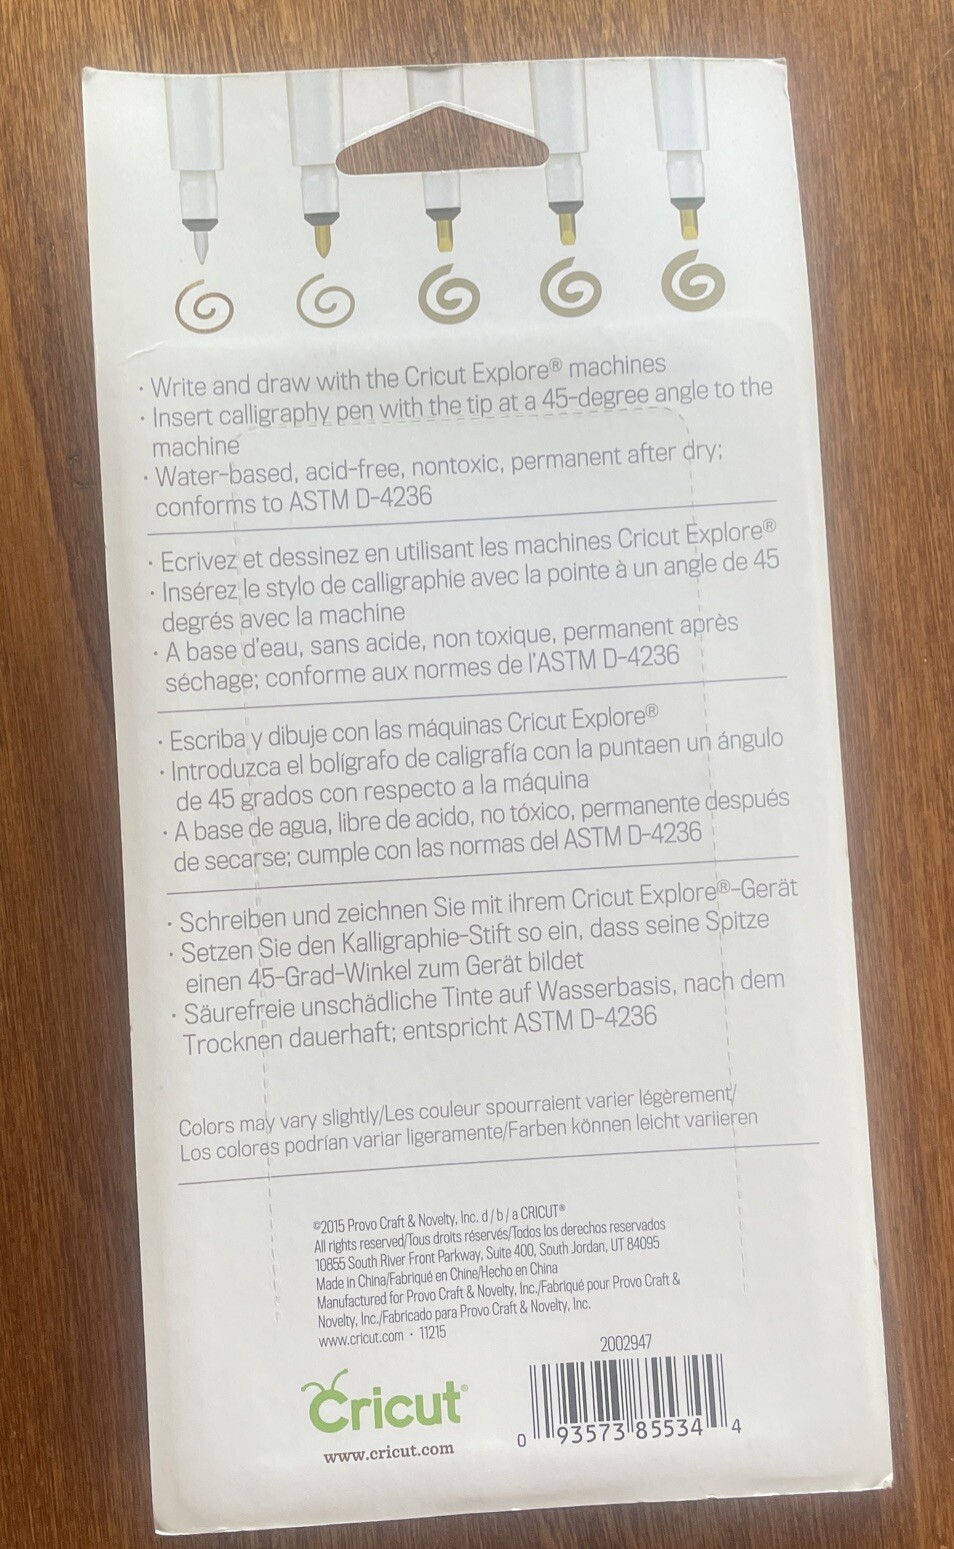 · Write and draw with the Cricut Explore® machines
· Insert calligraphy pen with the tip at a 45-degree angle to the
machine
· Water-based, acid-free, nontoxic, permanent after dry;
conforms to ASTM D-4236
· Ecrivez et dessinez en utilisant les machines Cricut Explore®
· Insérez le stylo de calligraphie avec la pointe à un angle de 45
degrés avec la machine
· A base d'eau, sans acide, non toxique, permanent après
séchage; conforme aux normes de l'ASTM D-4236
· Escriba y dibuje con las máquinas Cricut Explore®
· Introduzca el bolígrafo de caligrafía con la puntaen un ángulo
de 45 grados con respecto a la máquina
· A base de agua, libre de acido, no tóxico, permanente después
de secarse; cumple con las normas del ASTM D-4236
· Schreiben und zeichnen Sie mit ihrem Cricut Explore®-Gerät
· Setzen Sie den Kalligraphie-Stift so ein, dass seine Spitze
einen 45-Grad-Winkel zum Gerät bildet
· Säurefreie unschädliche Tinte auf Wasserbasis, nach dem
Trocknen dauerhaft; entspricht ASTM D-4236
Colors may vary slightly/Les couleur spourraient varier légèrement/
Los colores podrían variar ligeramente/Farben können leicht variieren
©2015 Provo Craft & Novelty, Inc. d/b/a CRICUT®
All rights reserved/Tous droits réservés/Todos los derechos reservados
10855 South River Front Parkway, Suite 400, South Jordan, UT 84095
Made in China/Fabriqué en Chine/Hecho en China
Manufactured for Provo Craft & Novelty, Inc./Fabriqué pour Provo Craft &
Novelty, Inc./Fabricado para Provo Craft & Novelty, Inc.
www.cricut.com · 11215
2002947
Cricut®
www.cricut.com
0 93573 85534 4